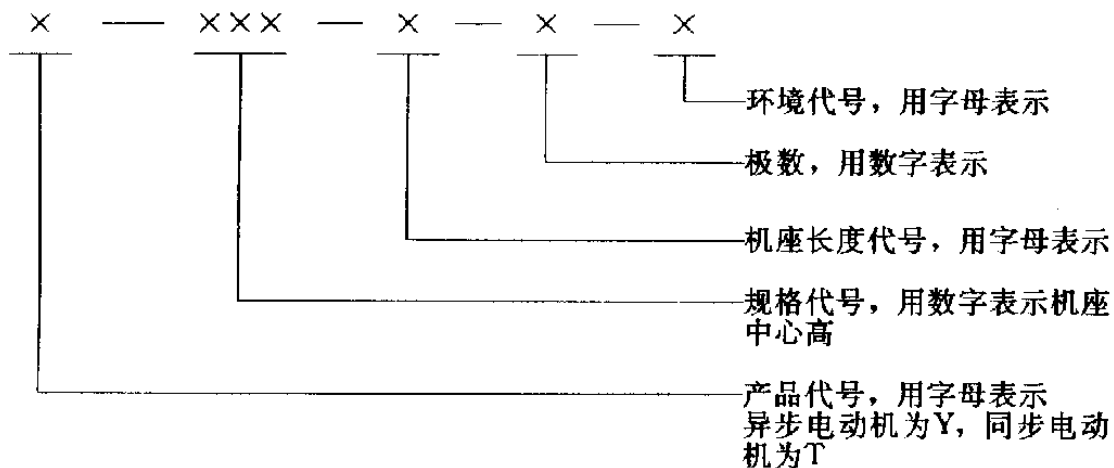 × — ××× — × — × — ×
环境代号，用字母表示
极数，用数字表示
机座长度代号，用字母表示
规格代号，用数字表示机座
中心高
产品代号，用字母表示
异步电动机为Y，同步电动
机为T